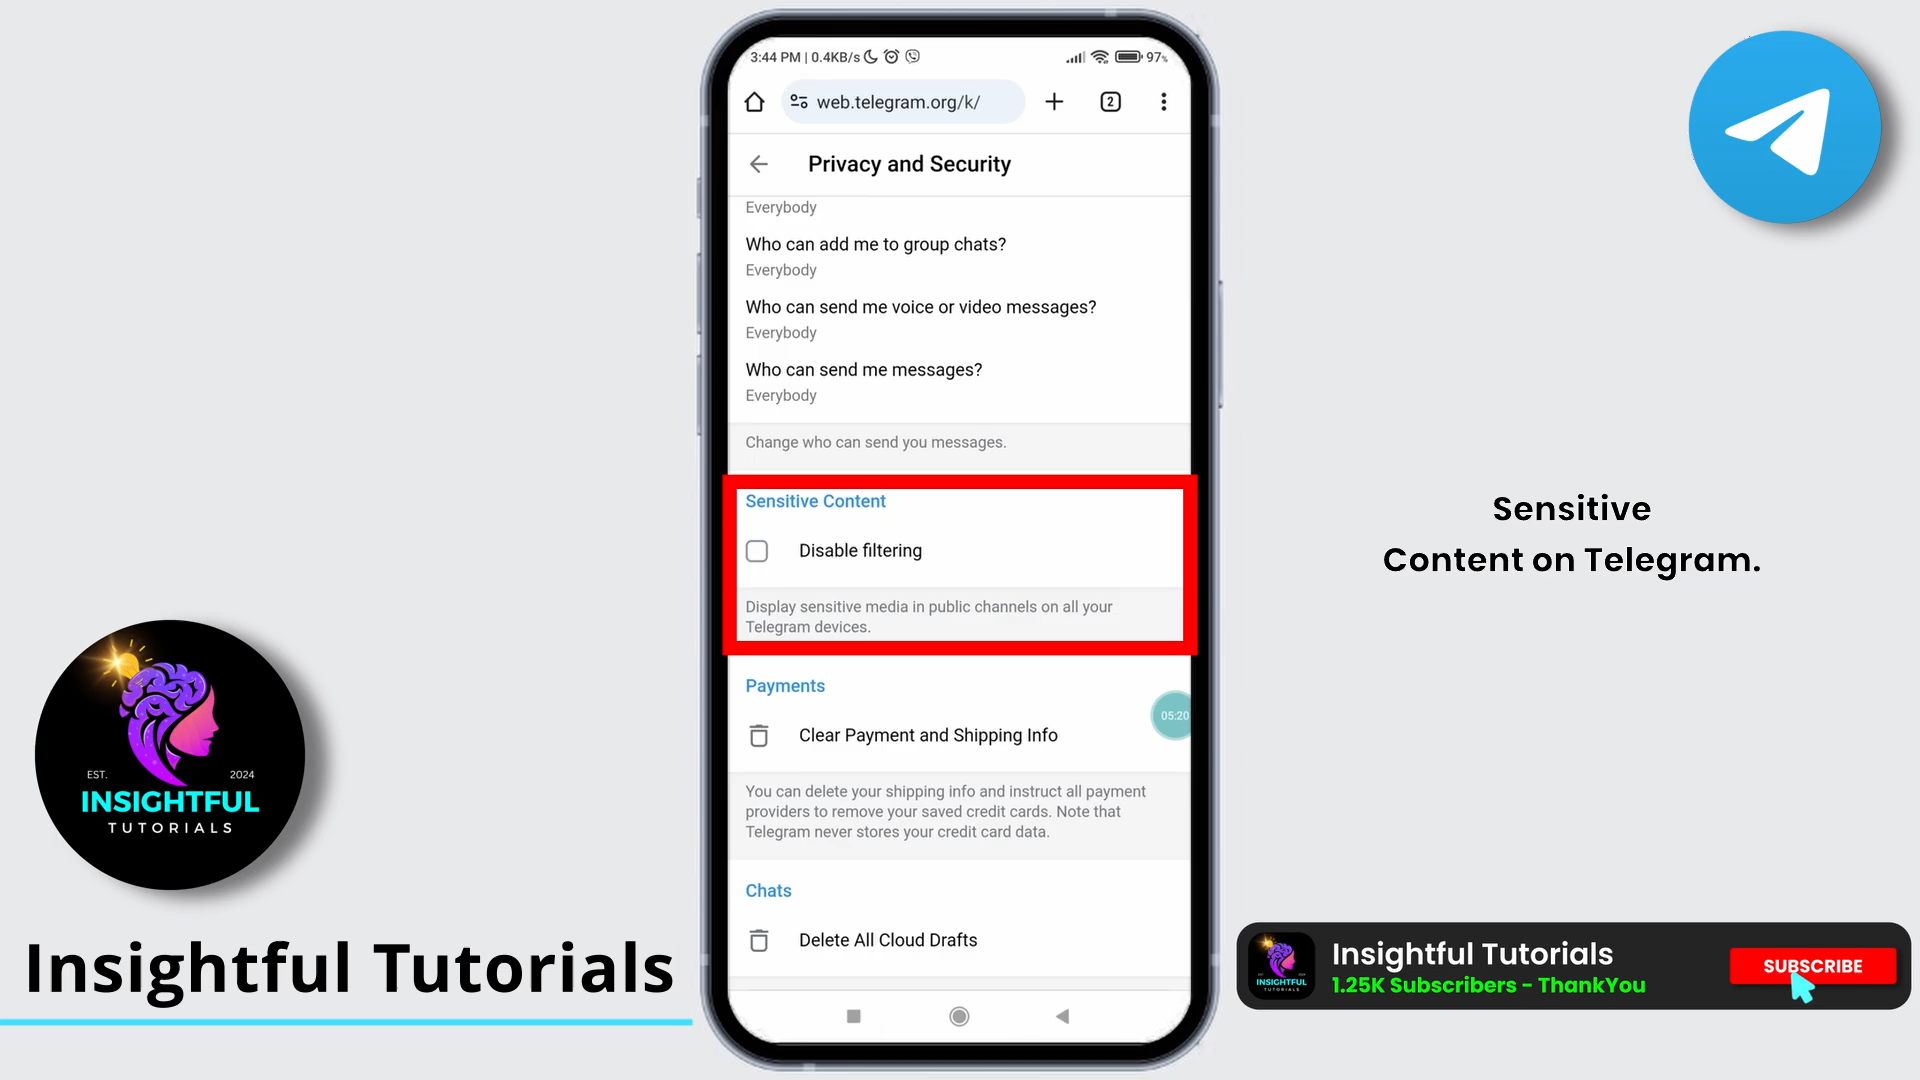 3:44 PM | 0.4KB/s
97%
web.telegram.org/k/
2
Privacy and Security
Everybody
Who can add me to group chats?
Everybody
Who can send me voice or video messages?
Everybody
Who can send me messages?
Everybody
Change who can send you messages.
Sensitive Content
Disable filtering
Display sensitive media in public channels on all your
Telegram devices.
Payments
05:20
Clear Payment and Shipping Info
You can delete your shipping info and instruct all payment
providers to remove your saved credit cards. Note that
Telegram never stores your credit card data.
Chats
Delete All Cloud Drafts
Sensitive
Content on Telegram.
EST. 2024
INSIGHTFUL
TUTORIALS
Insightful Tutorials
INSIGHTFUL
TUTORIALS
Insightful Tutorials
1.25K Subscribers - ThankYou
SUBSCRIBE